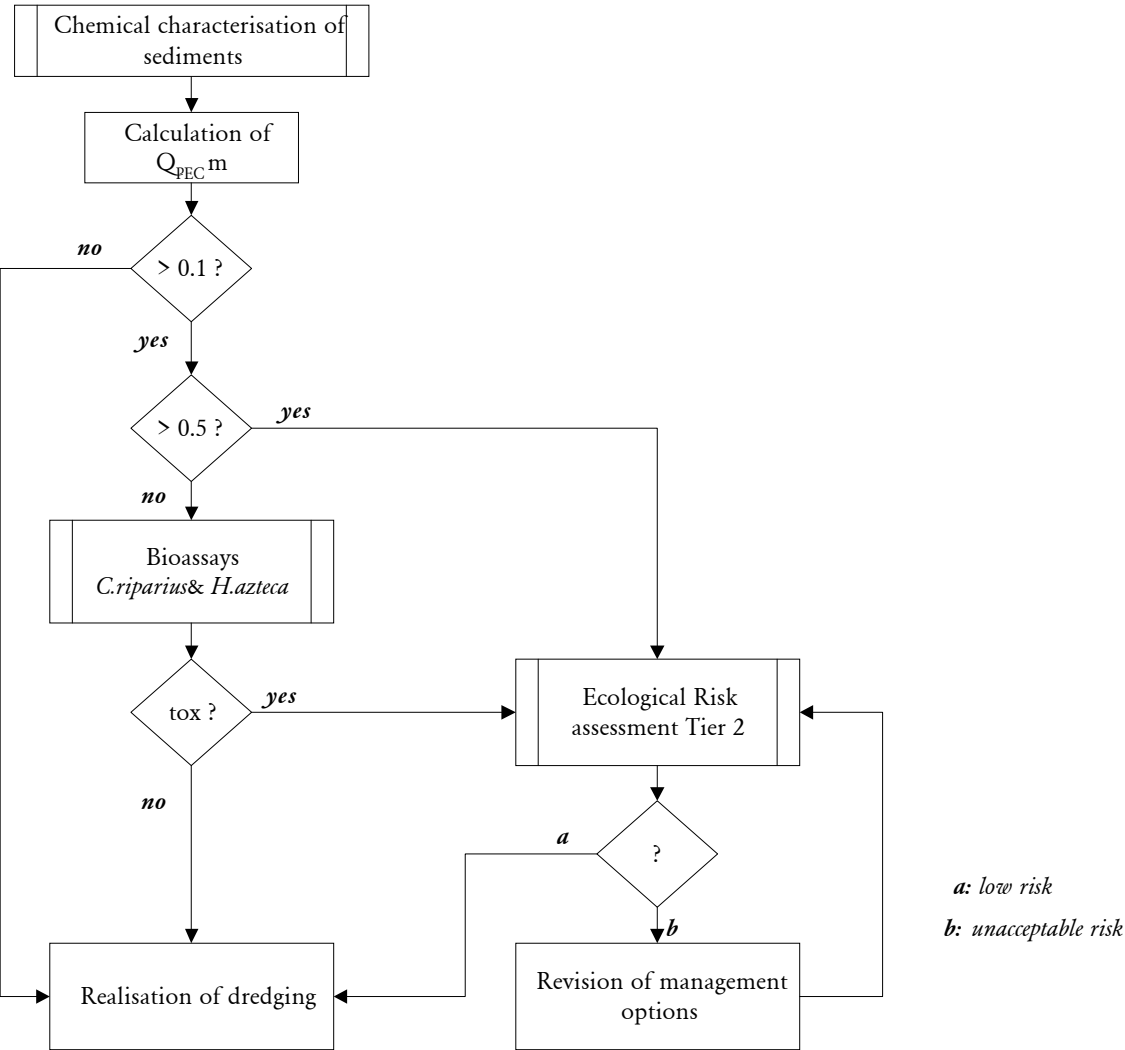 Chemical characterisation of
sediments
Calculation of
QPEC m
no
> 0.1 ?
yes
> 0.5 ?
yes
no
Bioassays
C.riparius& H.azteca
tox ?
yes
Ecological Risk
assessment Tier 2
no
a
?
a: low risk
b
b: unacceptable risk
Realisation of dredging
Revision of management
options